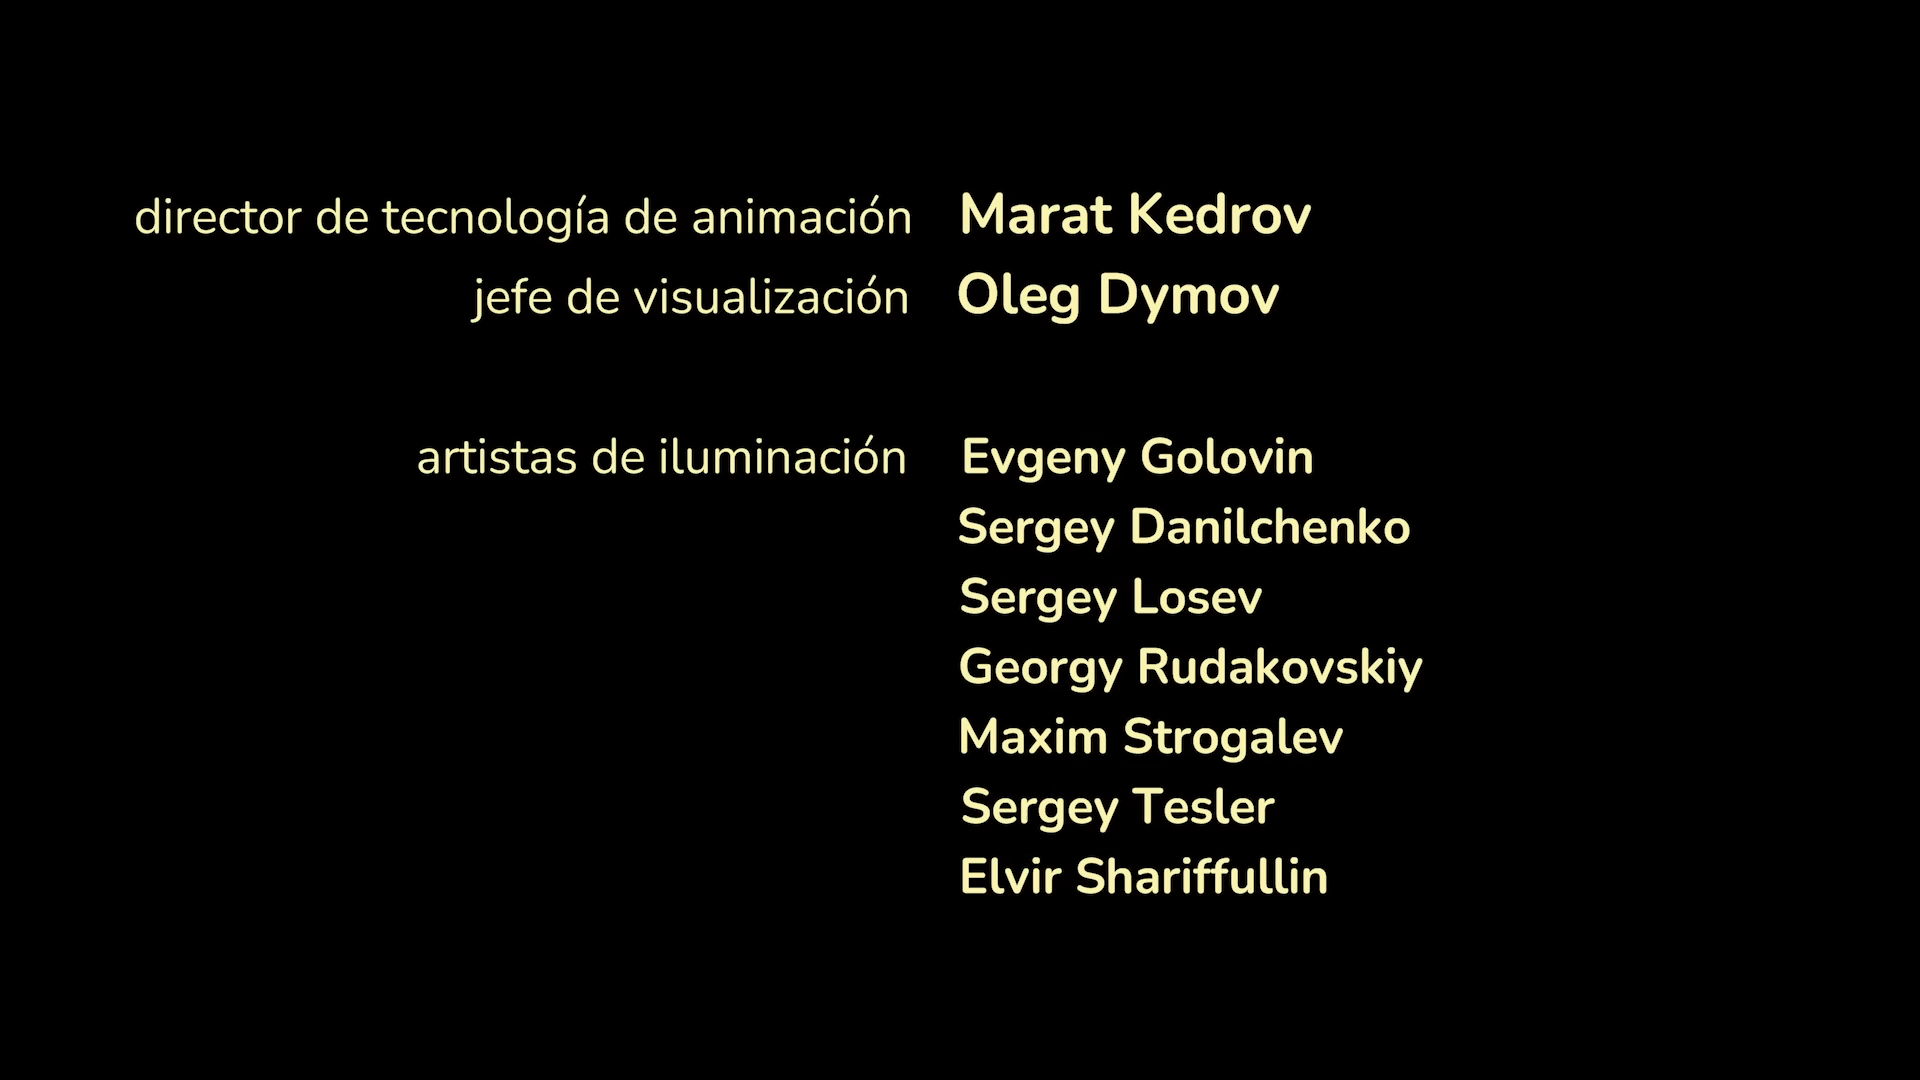 director de tecnología de animación Marat Kedrov
jefe de visualización Oleg Dymov
artistas de iluminación Evgeny Golovin
Sergey Danilchenko
Sergey Losev
Georgy Rudakovskiy
Maxim Strogalev
Sergey Tesler
Elvir Shariffullin